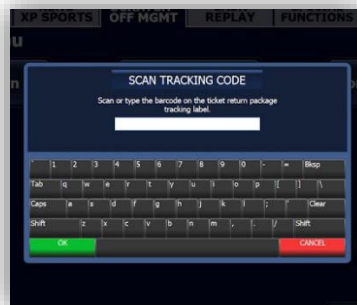 XP SPORTS
OFF MGMT
REPLAY
FUNCTIONS
SCAN TRACKING CODE
Scan or type the barcode on the ticket return package
tracking label.
` 1 2 3 4 5 6 7 8 9 0 - = Bksp
Tab q w e r t y u i o p [ ] \
Caps a s d f g h j k l ; ' Clear
Shift z x c v b n m , . / Shift
OK CANCEL